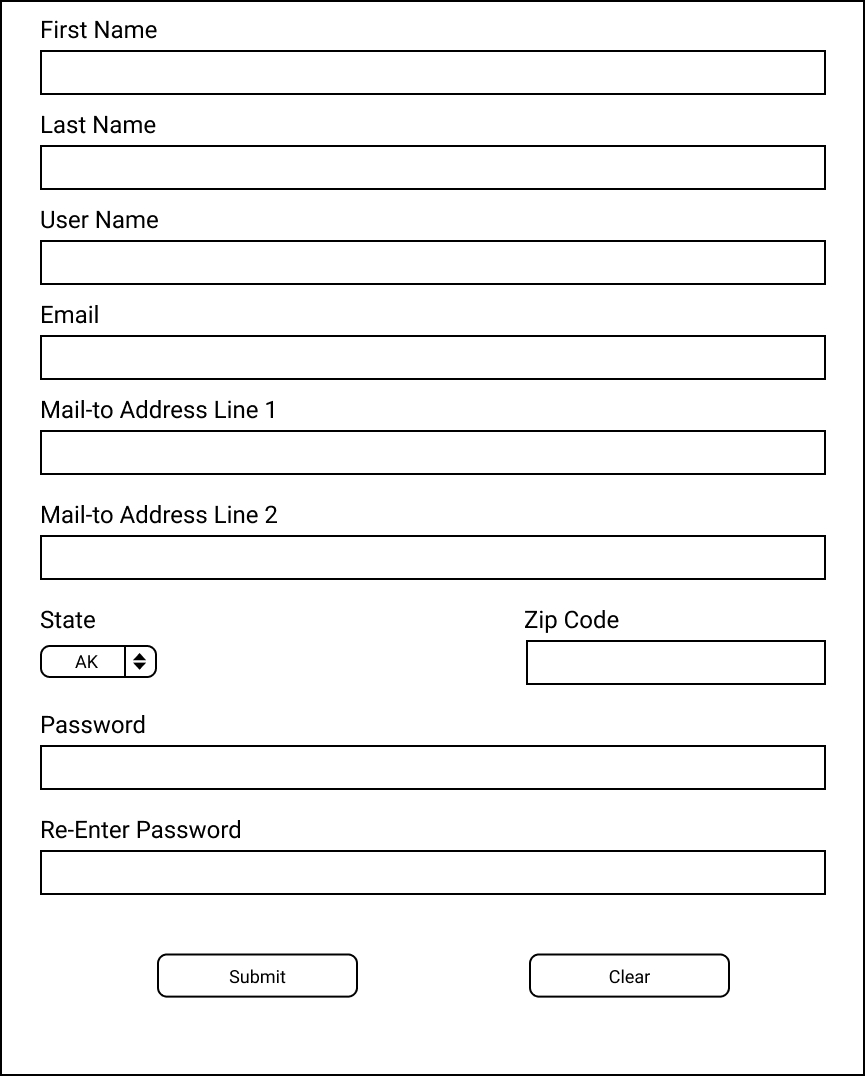 First Name
Last Name
User Name
Email
Mail-to Address Line 1
Mail-to Address Line 2
State
Zip Code
AK
Password
Re-Enter Password
Submit
Clear